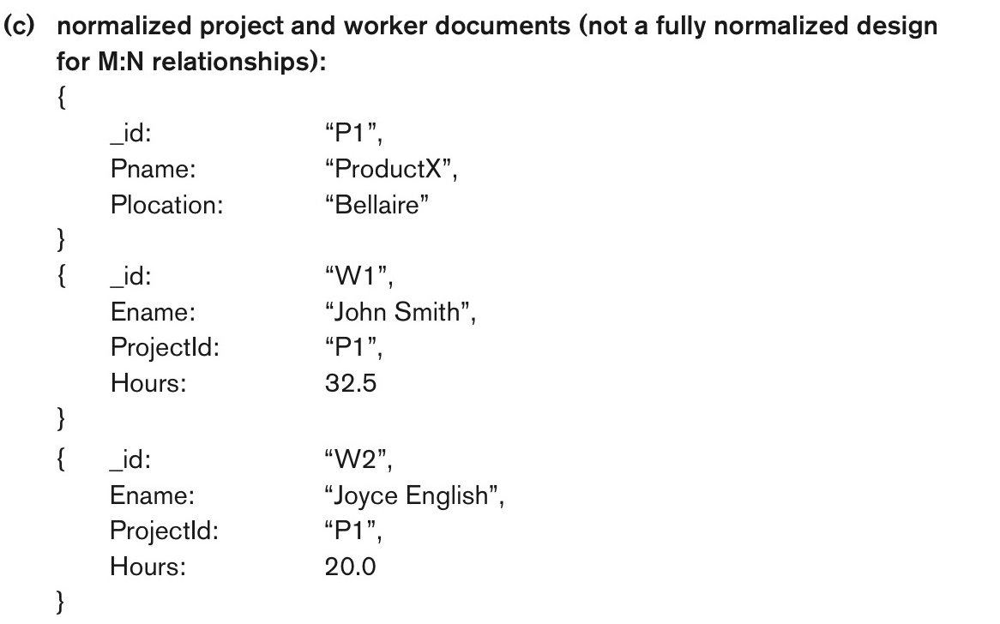 (c) normalized project and worker documents (not a fully normalized design
for M:N relationships):
{
_id: “P1”,
Pname: “ProductX”,
Plocation: “Bellaire”
}
{ _id: “W1”,
Ename: “John Smith”,
ProjectId: “P1”,
Hours: 32.5
}
{ _id: “W2”,
Ename: “Joyce English”,
ProjectId: “P1”,
Hours: 20.0
}